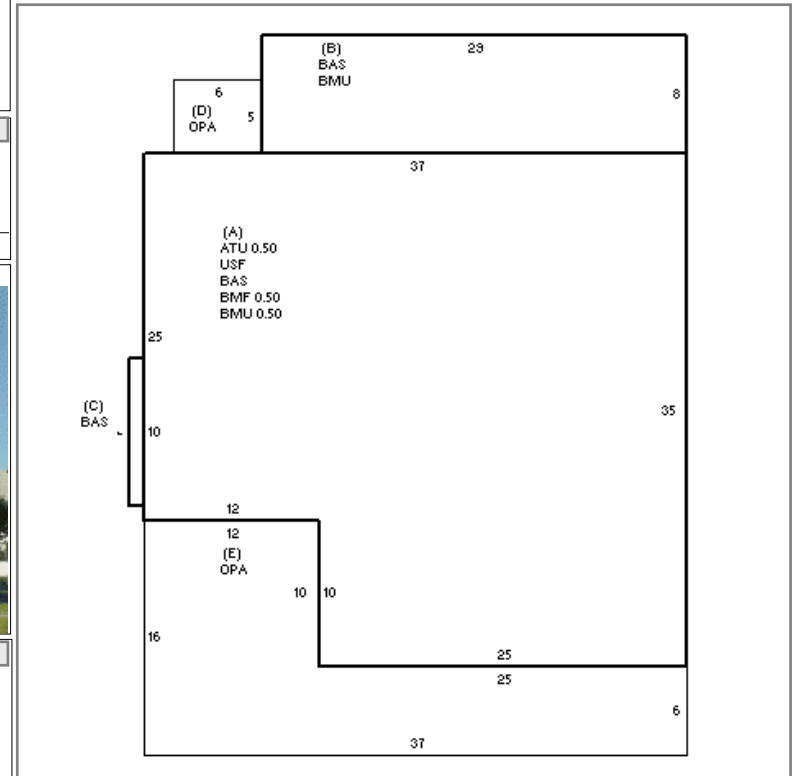 (B)
BAS
BMU
29
8
6
(D)
OPA
5
37
(A)
ATU 0.50
USF
BAS
BMF 0.50
BMU 0.50
25
(C)
BAS
10
35
12
12
(E)
OPA
10
10
16
25
25
6
37